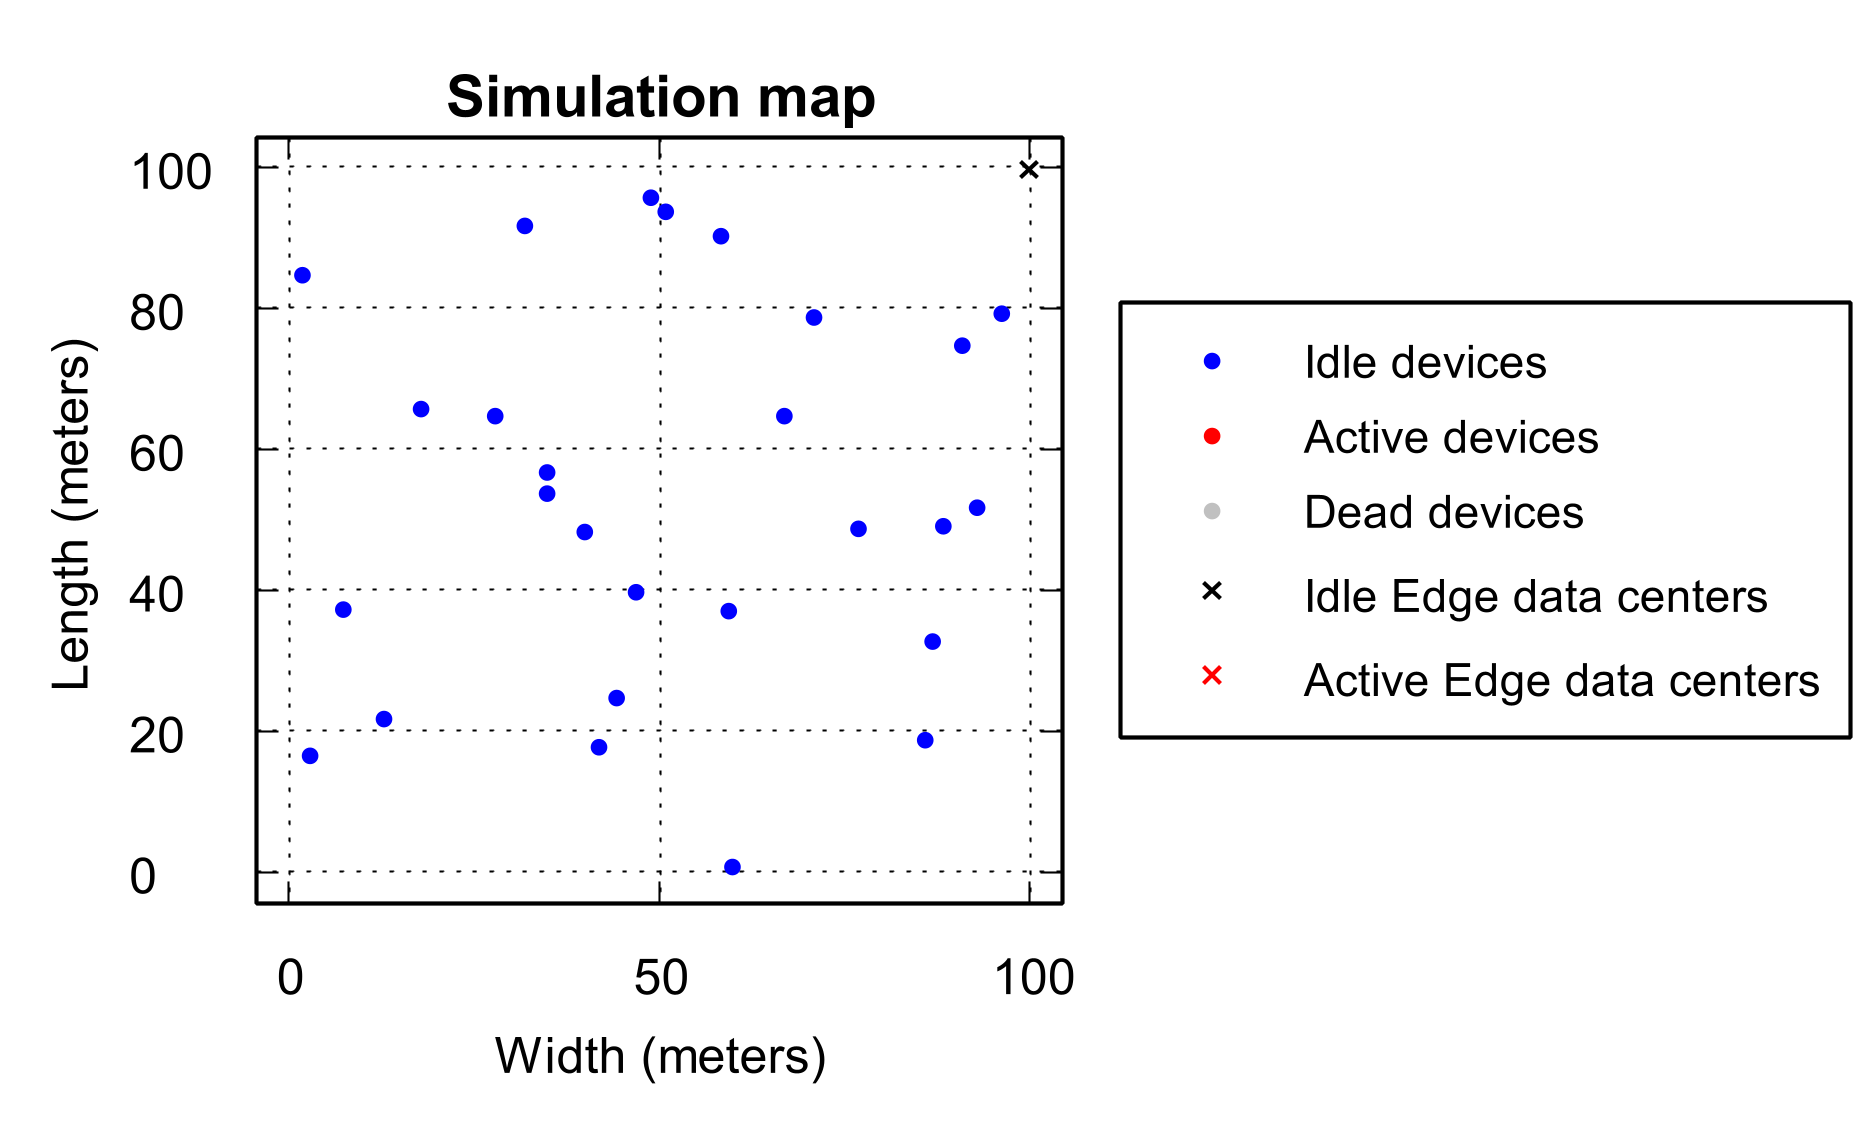 Simulation map
100
80
60
40
20
0
Length (meters)
0 50 100
Width (meters)
Idle devices
Active devices
Dead devices
Idle Edge data centers
Active Edge data centers